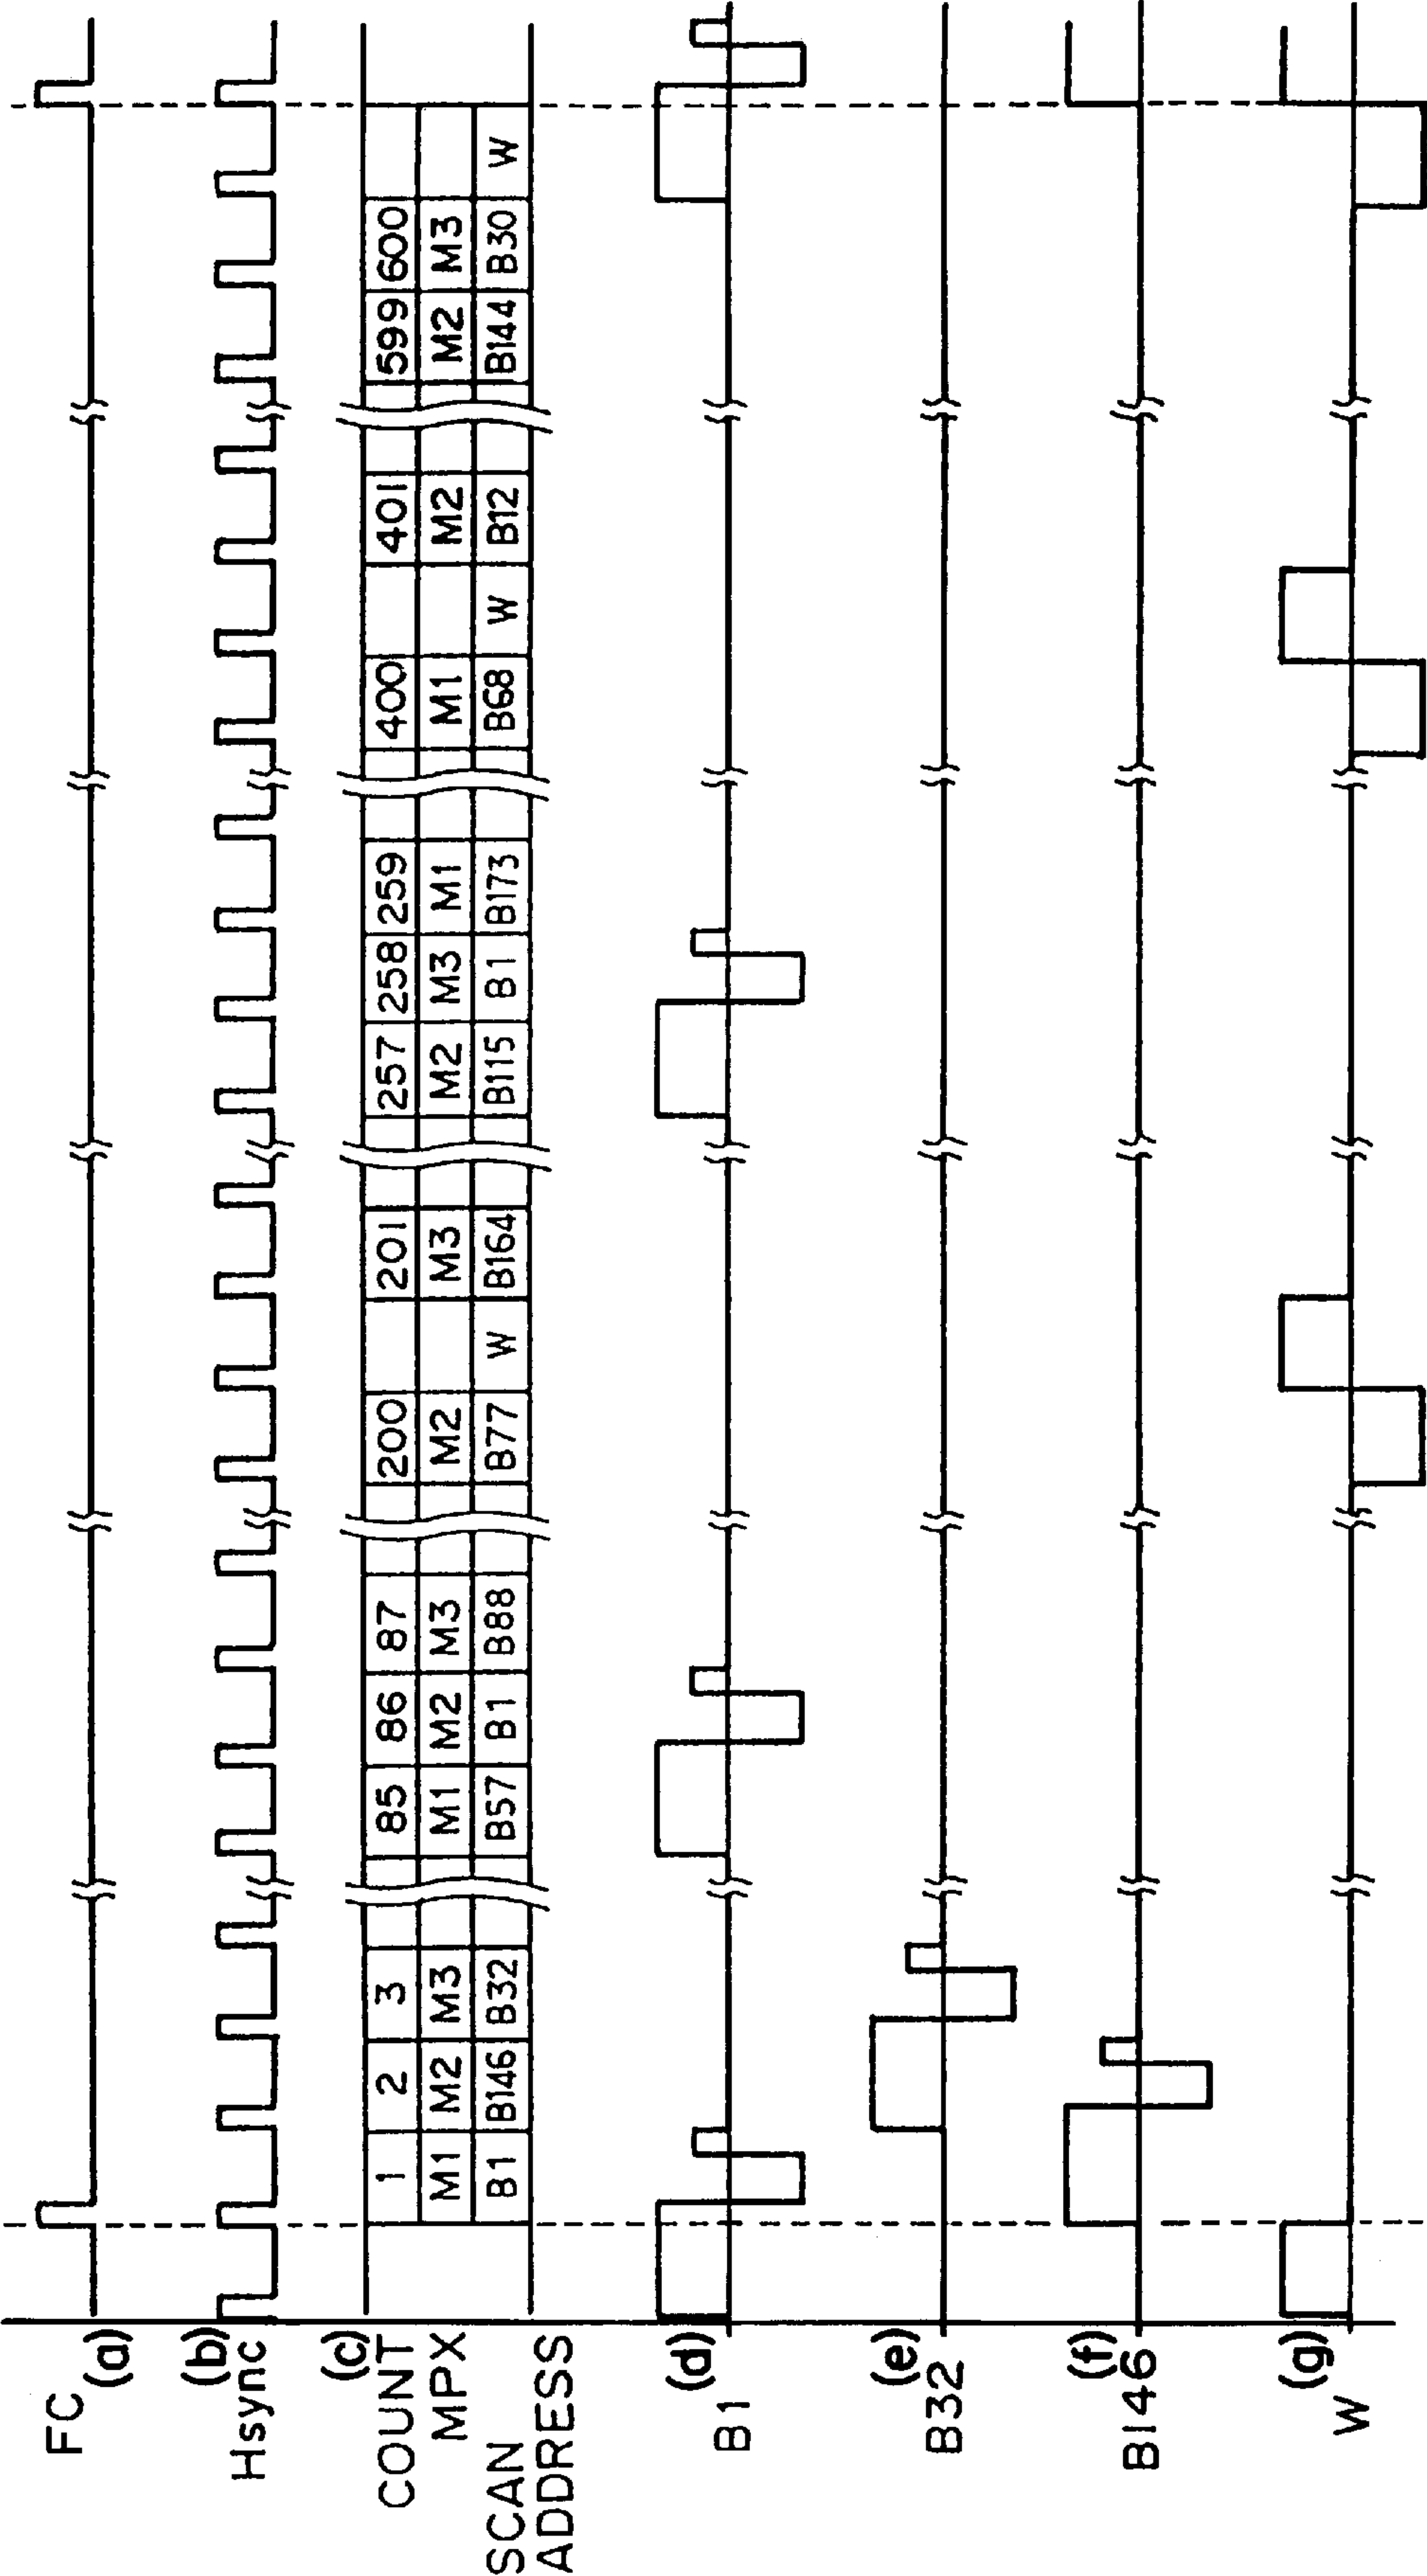 FC
(a)
(b)
Hsync
(c)
COUNT 1 2 3 85 86 87 200 201 257 258 259 400 401 599 600
MPX M1 M2 M3 M1 M2 M3 M2 M3 M2 M3 M1 M1 M2 M2 M3
SCAN
ADDRESS B1 B146 B32 B57 B1 B88 B77 W B164 B115 B1 B173 B68 W B12 B144 B30 W
(d)
B1
(e)
B32
(f)
B146
(g)
W